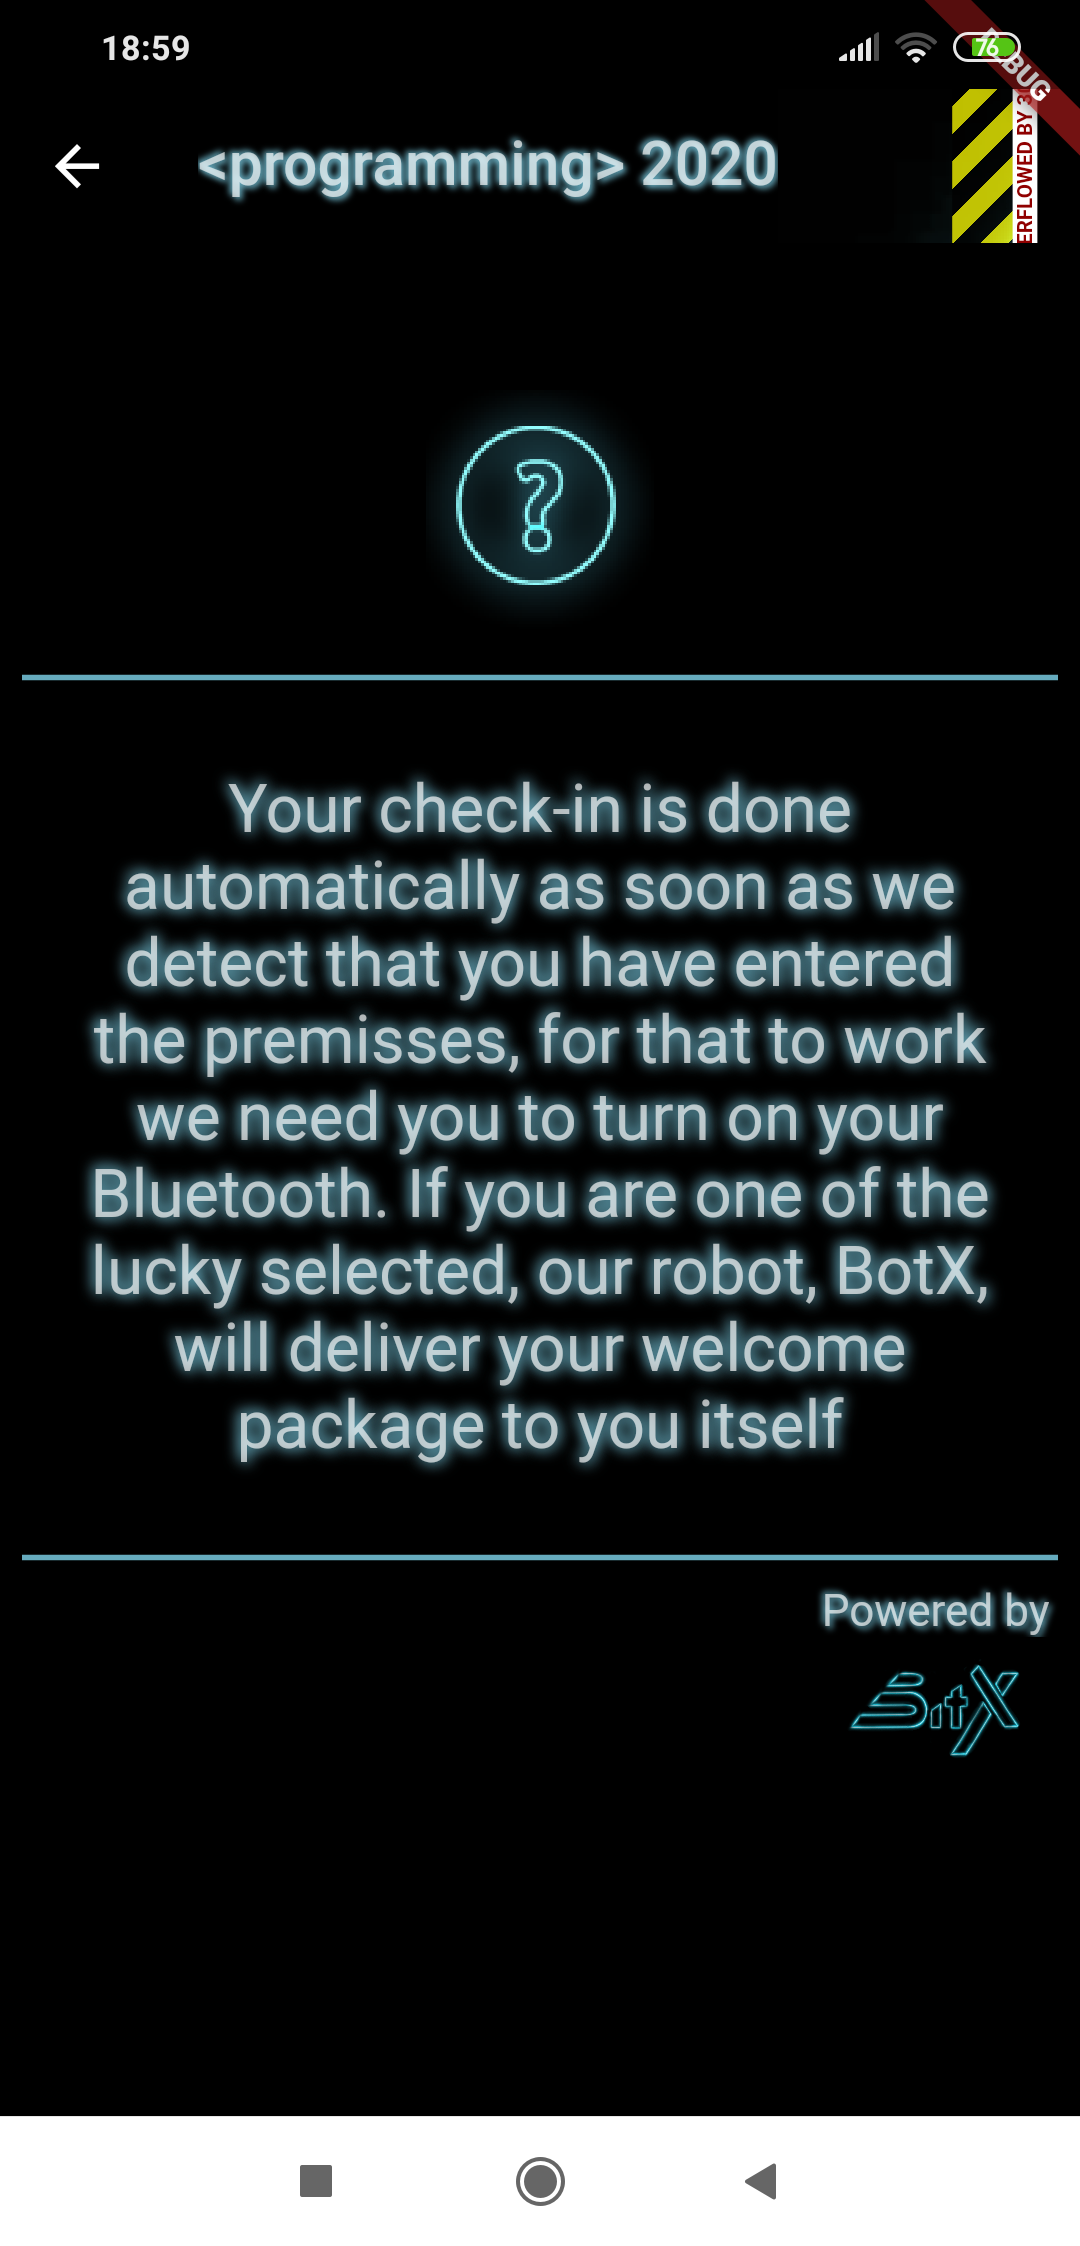 18:59
76
<programming> 2020
ERFLOWED BY
?
Your check-in is done
automatically as soon as we
detect that you have entered
the premisses, for that to work
we need you to turn on your
Bluetooth. If you are one of the
lucky selected, our robot, BotX,
will deliver your welcome
package to you itself
Powered by
BitX